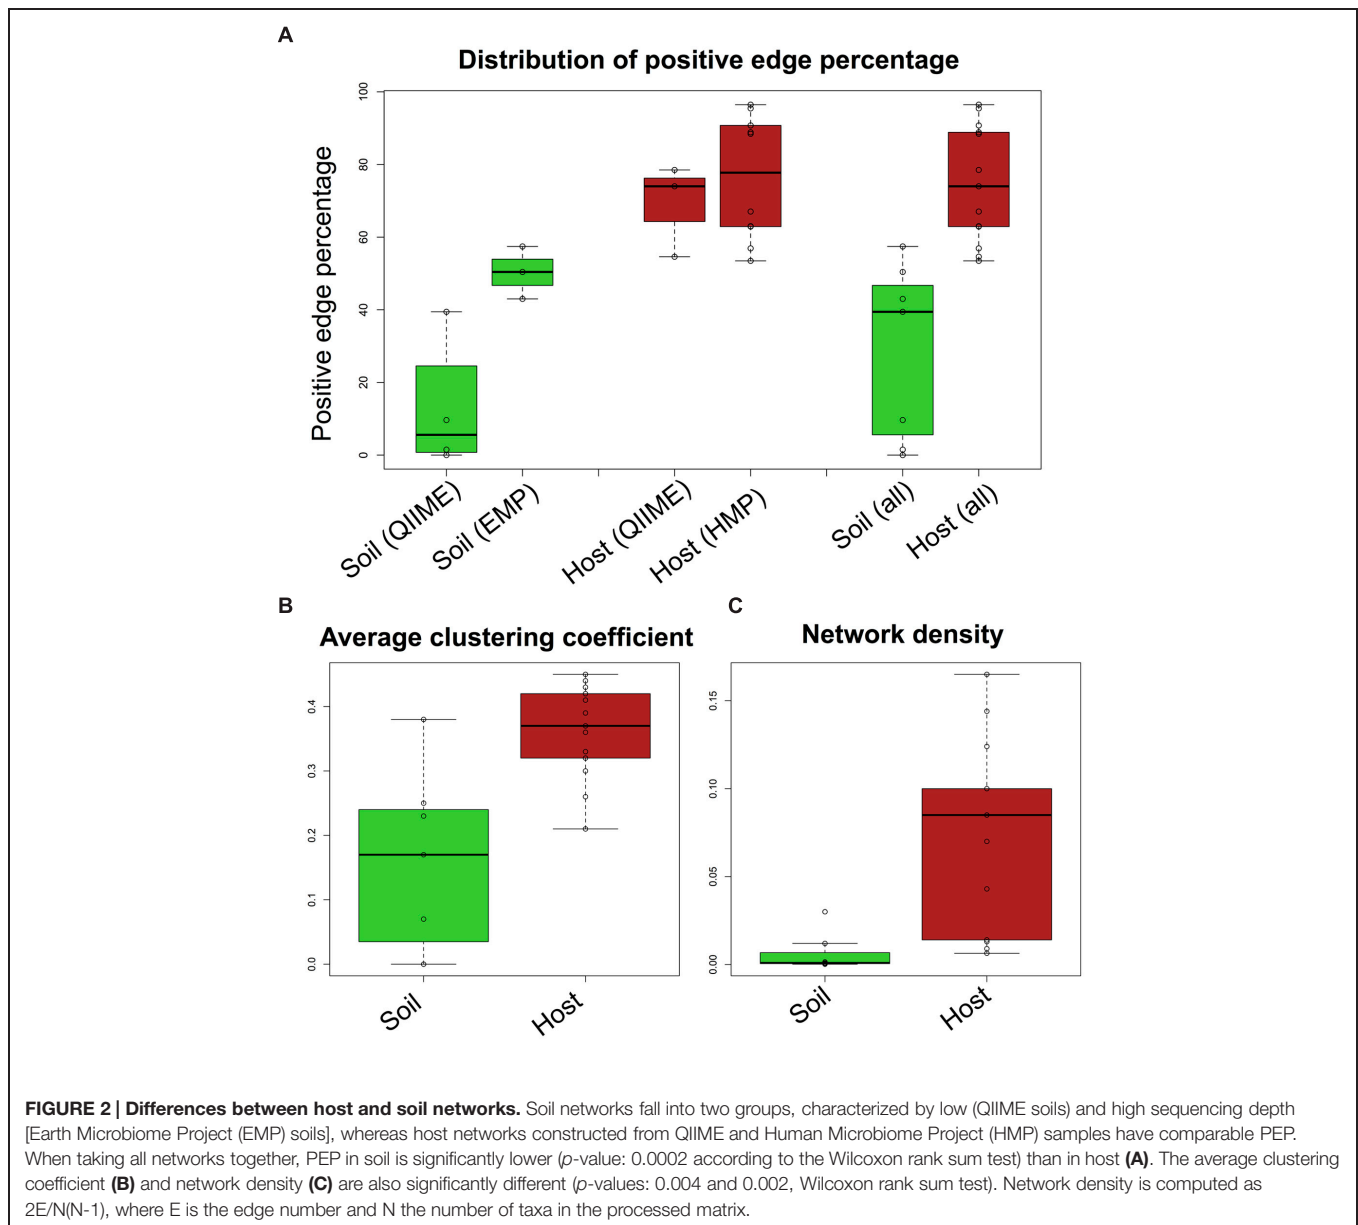 A
Distribution of positive edge percentage
Positive edge percentage
100
80
60
40
20
0
Soil (QIIME)
Soil (EMP)
Host (QIIME)
Host (HMP)
Soil (all)
Host (all)
B
Average clustering coefficient
0.4
0.3
0.2
0.1
0.0
Soil
Host
C
Network density
0.15
0.10
0.05
0.00
Soil
Host
FIGURE 2 | Differences between host and soil networks. Soil networks fall into two groups, characterized by low (QIIME soils) and high sequencing depth
[Earth Microbiome Project (EMP) soils], whereas host networks constructed from QIIME and Human Microbiome Project (HMP) samples have comparable PEP.
When taking all networks together, PEP in soil is significantly lower (p-value: 0.0002 according to the Wilcoxon rank sum test) than in host (A). The average clustering
coefficient (B) and network density (C) are also significantly different (p-values: 0.004 and 0.002, Wilcoxon rank sum test). Network density is computed as
2E/N(N-1), where E is the edge number and N the number of taxa in the processed matrix.